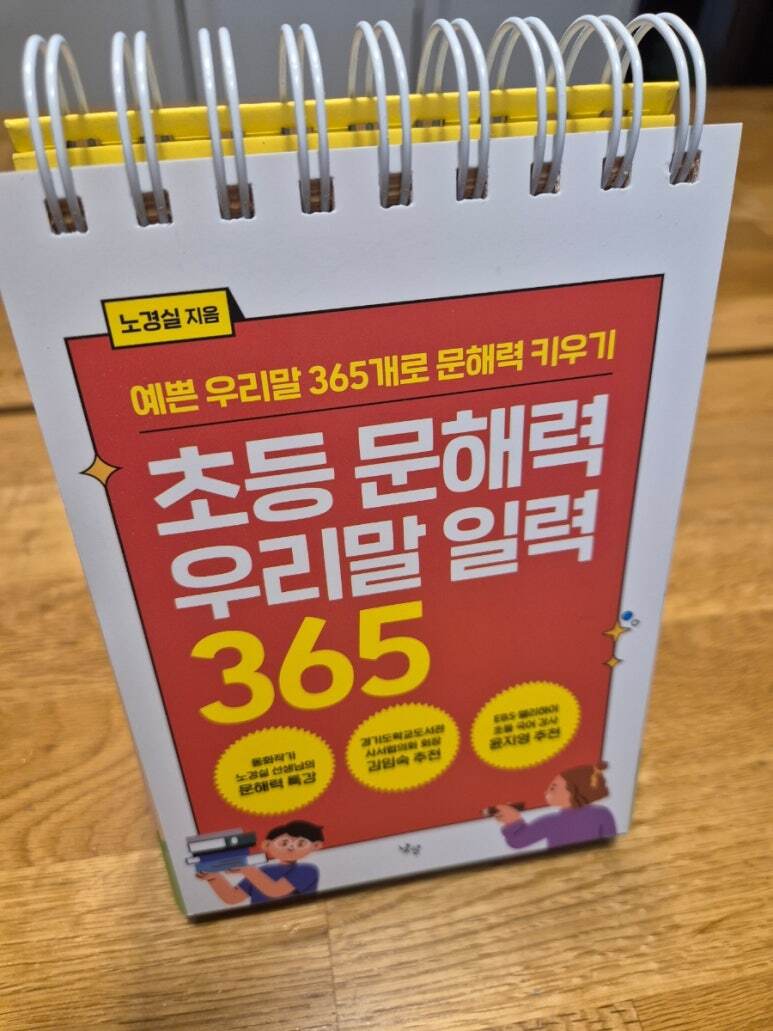 노경실 지음
예쁜 우리말 365개로 문해력 키우기
초등 문해력
우리말 일력
365
동화작가
노경실 선생님의
문해력 특강
경기도학교도서관
사서협의회 회장
김임숙 추천
EBS 클리아이
초등 국어 강사
윤지영 추천